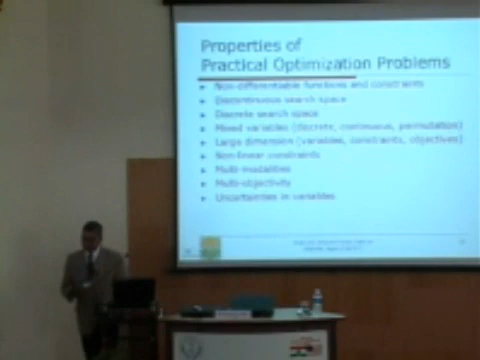 Properties of
Practical Optimization Problems
Non-differentiable functions and constraints
Discontinuous search space
Discrete search space
Mixed variables (discrete, continuous, permutation)
Large dimension (variables, constraints, objectives)
Non-linear constraints
Multi-modalities
Multi-objectivity
Uncertainties in variables